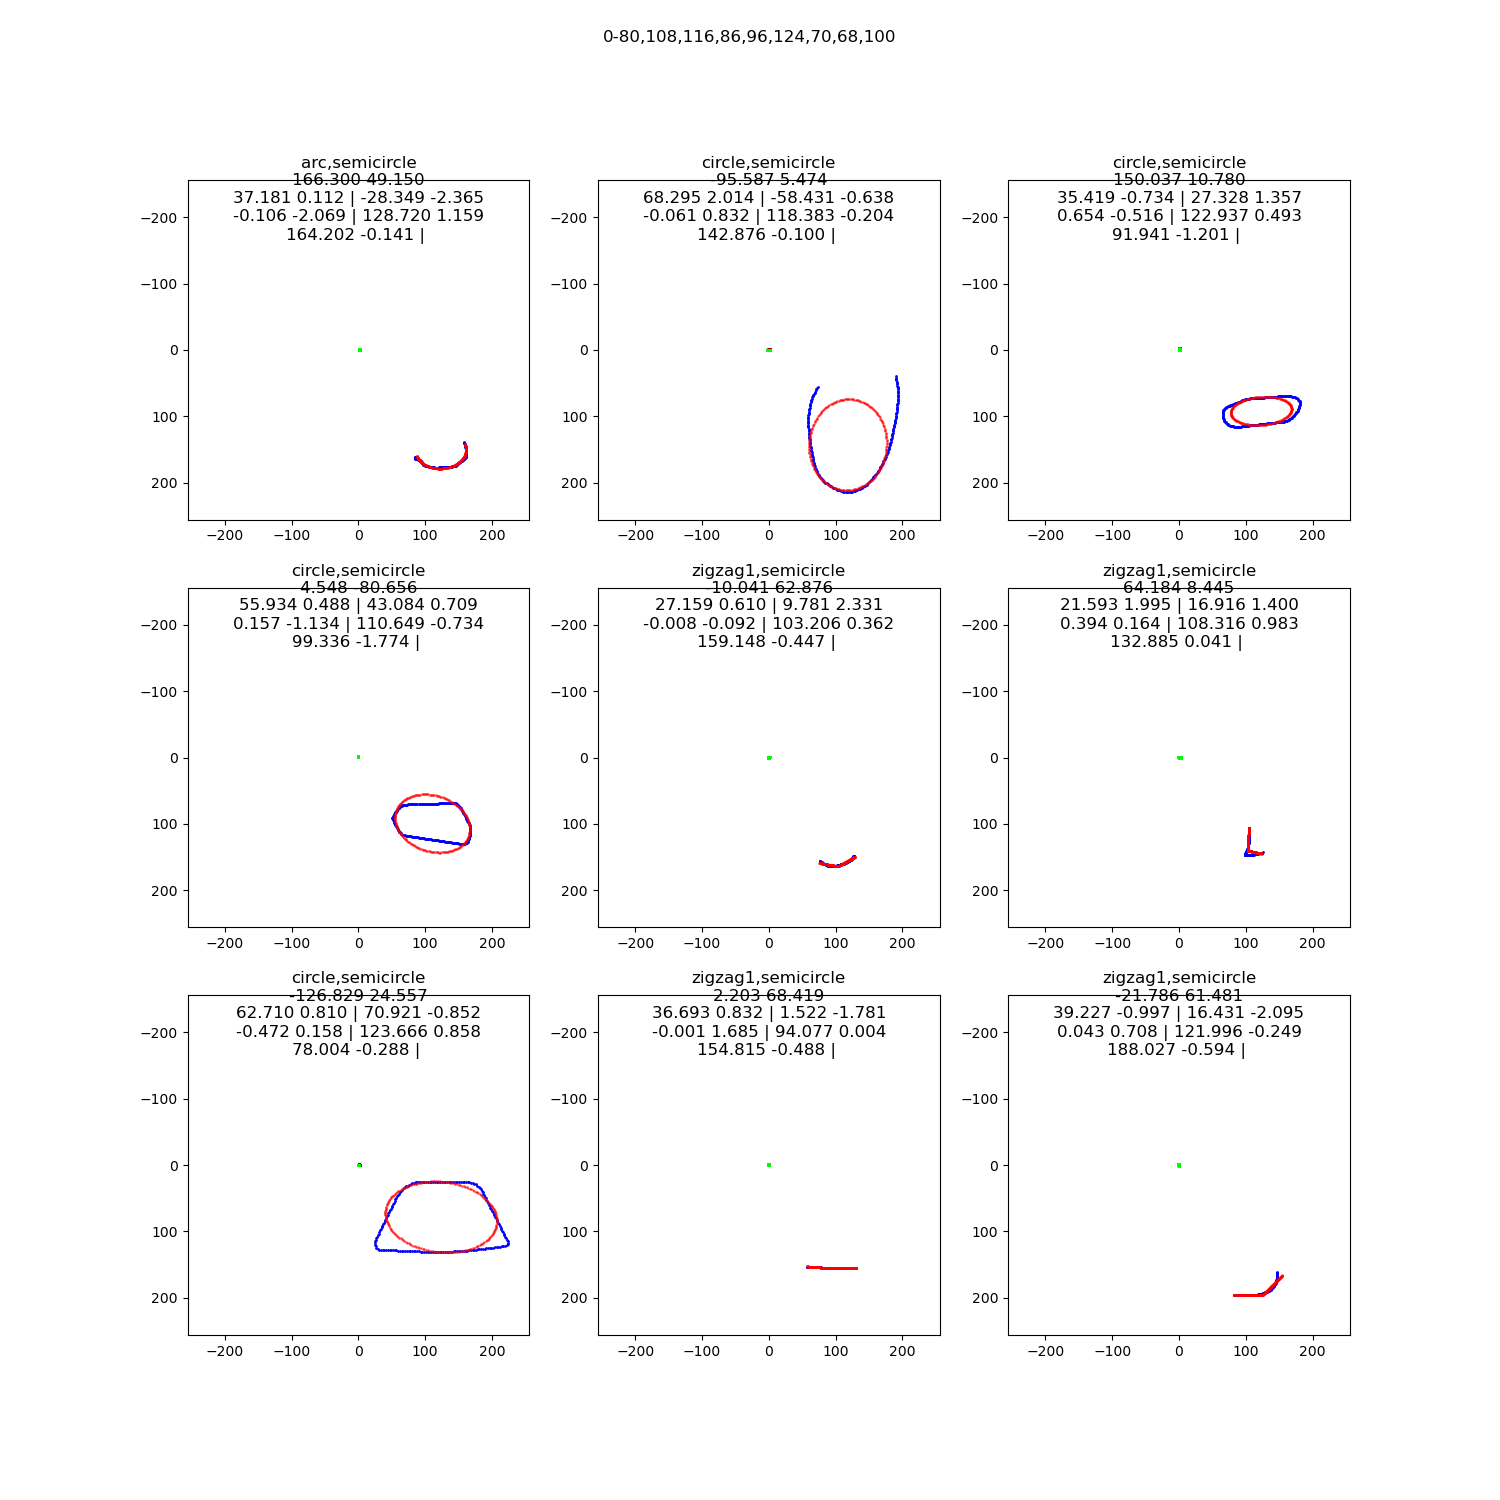 0-80,108,116,86,96,124,70,68,100
arc,semicircle
166.300 49.150
37.181 0.112 | -28.349 -2.365
-0.106 -2.069 | 128.720 1.159
164.202 -0.141 |
−200
−100
0
100
200
−200 −100 0 100 200
circle,semicircle
-95.587 5.474
68.295 2.014 | -58.431 -0.638
-0.061 0.832 | 118.383 -0.204
142.876 -0.100 |
−200
−100
0
100
200
−200 −100 0 100 200
circle,semicircle
150.037 10.780
35.419 -0.734 | 27.328 1.357
0.654 -0.516 | 122.937 0.493
91.941 -1.201 |
−200
−100
0
100
200
−200 −100 0 100 200
circle,semicircle
4.548 -80.656
55.934 0.488 | 43.084 0.709
0.157 -1.134 | 110.649 -0.734
99.336 -1.774 |
−200
−100
0
100
200
−200 −100 0 100 200
zigzag1,semicircle
-10.041 62.876
27.159 0.610 | 9.781 2.331
-0.008 -0.092 | 103.206 0.362
159.148 -0.447 |
−200
−100
0
100
200
−200 −100 0 100 200
zigzag1,semicircle
64.184 8.445
21.593 1.995 | 16.916 1.400
0.394 0.164 | 108.316 0.983
132.885 0.041 |
−200
−100
0
100
200
−200 −100 0 100 200
circle,semicircle
-126.829 24.557
62.710 0.810 | 70.921 -0.852
-0.472 0.158 | 123.666 0.858
78.004 -0.288 |
−200
−100
0
100
200
−200 −100 0 100 200
zigzag1,semicircle
2.203 68.419
36.693 0.832 | 1.522 -1.781
-0.001 1.685 | 94.077 0.004
154.815 -0.488 |
−200
−100
0
100
200
−200 −100 0 100 200
zigzag1,semicircle
-21.786 61.481
39.227 -0.997 | 16.431 -2.095
0.043 0.708 | 121.996 -0.249
188.027 -0.594 |
−200
−100
0
100
200
−200 −100 0 100 200